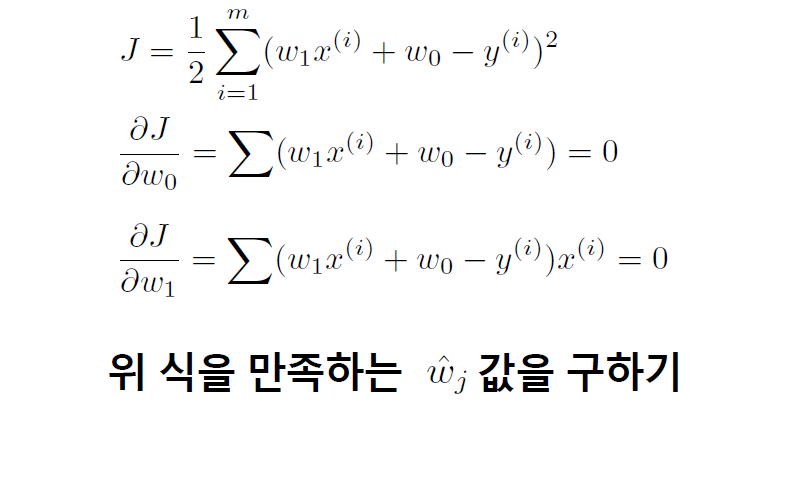 $J = \frac{1}{2} \sum_{i=1}^{m} (w_1 x^{(i)} + w_0 - y^{(i)})^2$
$\frac{\partial J}{\partial w_0} = \sum (w_1 x^{(i)} + w_0 - y^{(i)}) = 0$
$\frac{\partial J}{\partial w_1} = \sum (w_1 x^{(i)} + w_0 - y^{(i)}) x^{(i)} = 0$
위 식을 만족하는 $\hat{w}_j$ 값을 구하기